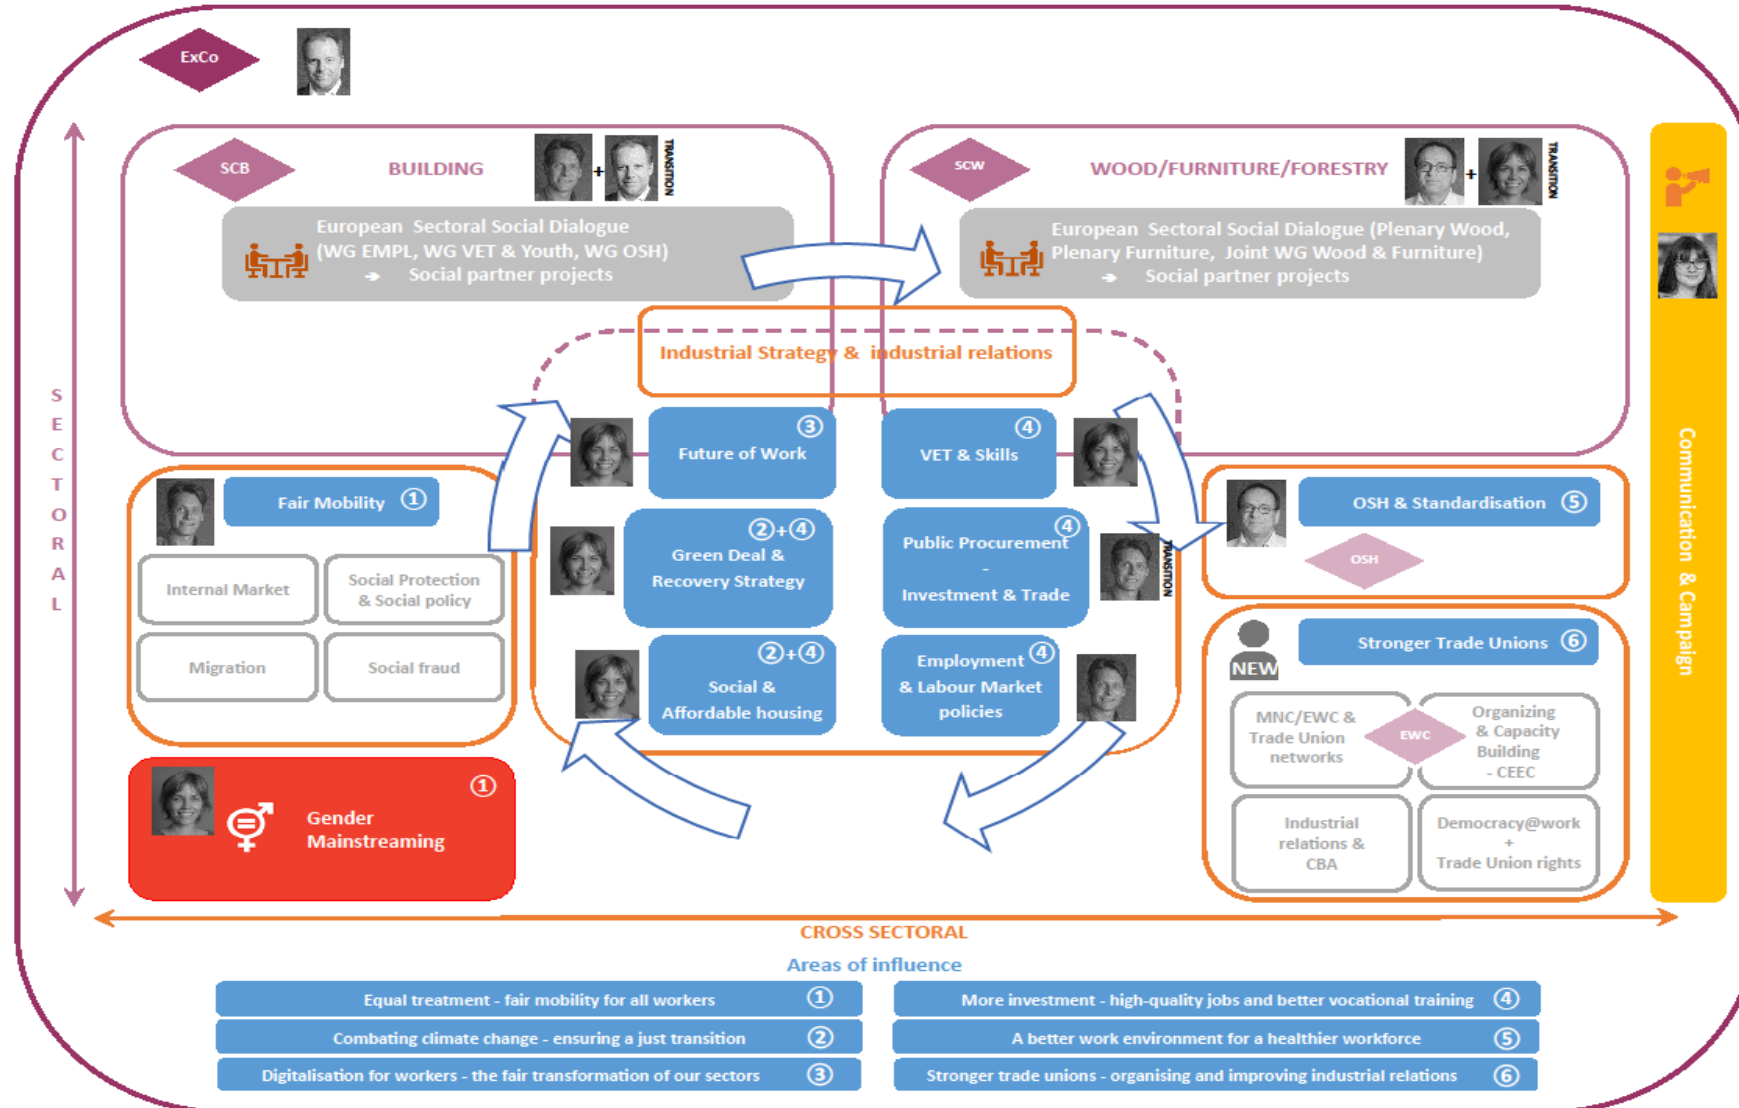 ExCo
SCB
BUILDING
+
TRANSITION
European Sectoral Social Dialogue
(WG EMPL, WG VET & Youth, WG OSH)
➔ Social partner projects
SCW
WOOD/FURNITURE/FORESTRY
+
TRANSITION
European Sectoral Social Dialogue (Plenary Wood,
Plenary Furniture, Joint WG Wood & Furniture)
➔ Social partner projects
SECTORAL
Industrial Strategy & industrial relations
Future of Work ③
VET & Skills ④
②+④
Green Deal &
Recovery Strategy
④
Public Procurement
-
Investment & Trade
TRANSITION
②+④
Social &
Affordable housing
④
Employment
& Labour Market
policies
Fair Mobility ①
Internal Market
Social Protection
& Social policy
Migration
Social fraud
①
Gender
Mainstreaming
OSH & Standardisation ⑤
OSH
NEW
Stronger Trade Unions ⑥
MNC/EWC &
Trade Union
networks
EWC
Organizing
& Capacity
Building
- CEEC
Industrial
relations &
CBA
Democracy@work
+
Trade Union rights
Communication & Campaign
CROSS SECTORAL
Areas of influence
Equal treatment - fair mobility for all workers ①
Combating climate change - ensuring a just transition ②
Digitalisation for workers - the fair transformation of our sectors ③
More investment - high-quality jobs and better vocational training ④
A better work environment for a healthier workforce ⑤
Stronger trade unions - organising and improving industrial relations ⑥